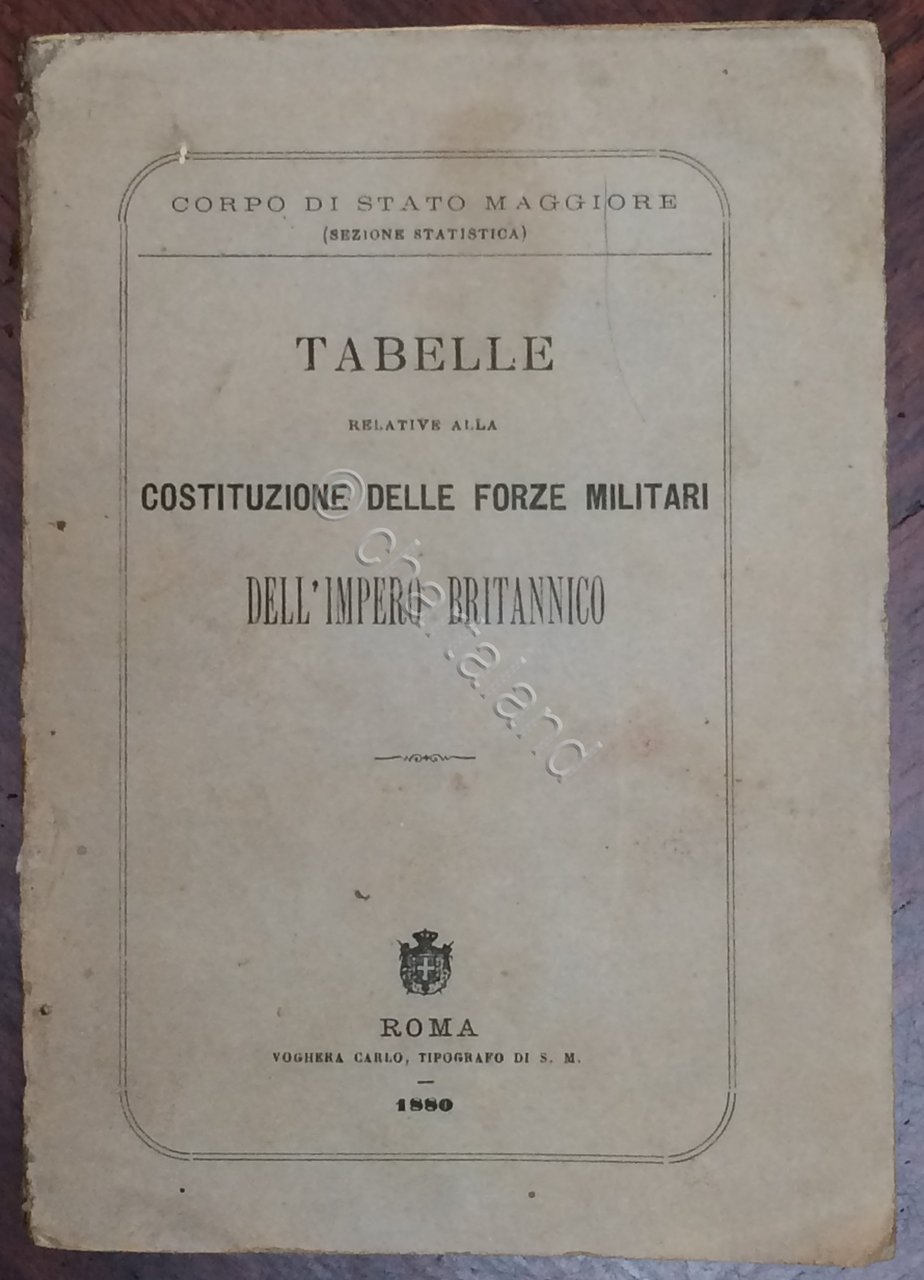 CORPO DI STATO MAGGIORE
(SEZIONE STATISTICA)
TABELLE
RELATIVE ALLA
COSTITUZIONE DELLE FORZE MILITARI
DELL'IMPERO BRITANNICO
© chartaland
ROMA
VOGHERA CARLO, TIPOGRAFO DI S. M.
1880